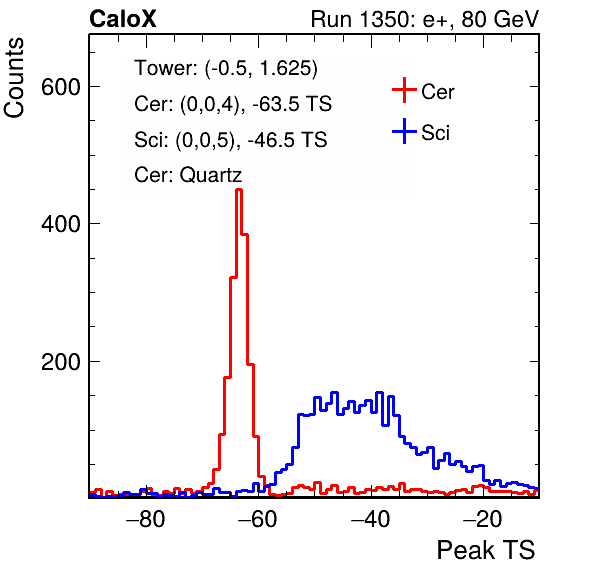 CaloX Run 1350: e+, 80 GeV
Counts
Tower: (-0.5, 1.625)
Cer: (0,0,4), -63.5 TS
Sci: (0,0,5), -46.5 TS
Cer: Quartz
Cer
Sci
600
400
200
−80 −60 −40 −20
Peak TS